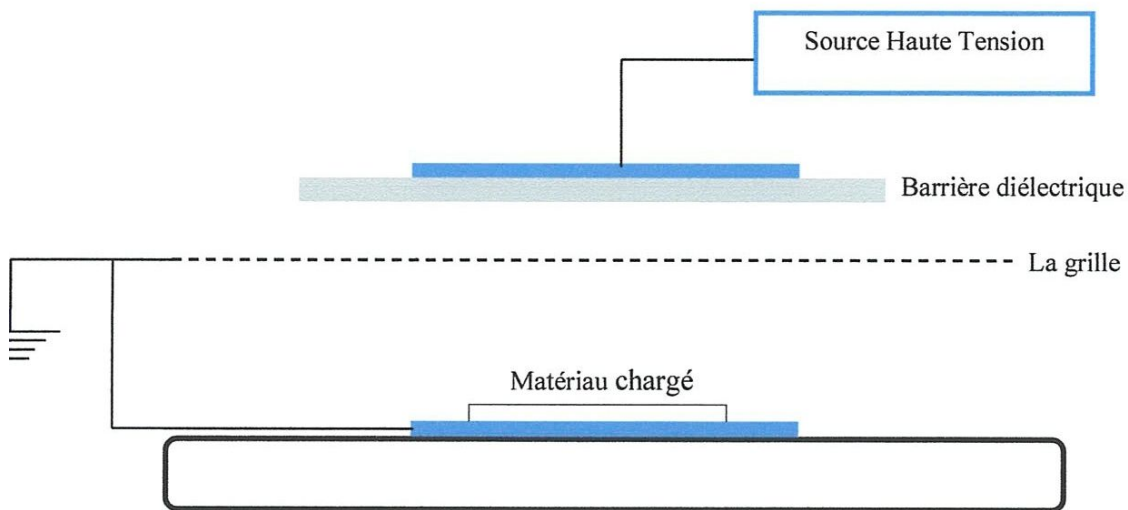 Source Haute Tension
Barrière diélectrique
La grille
Matériau chargé